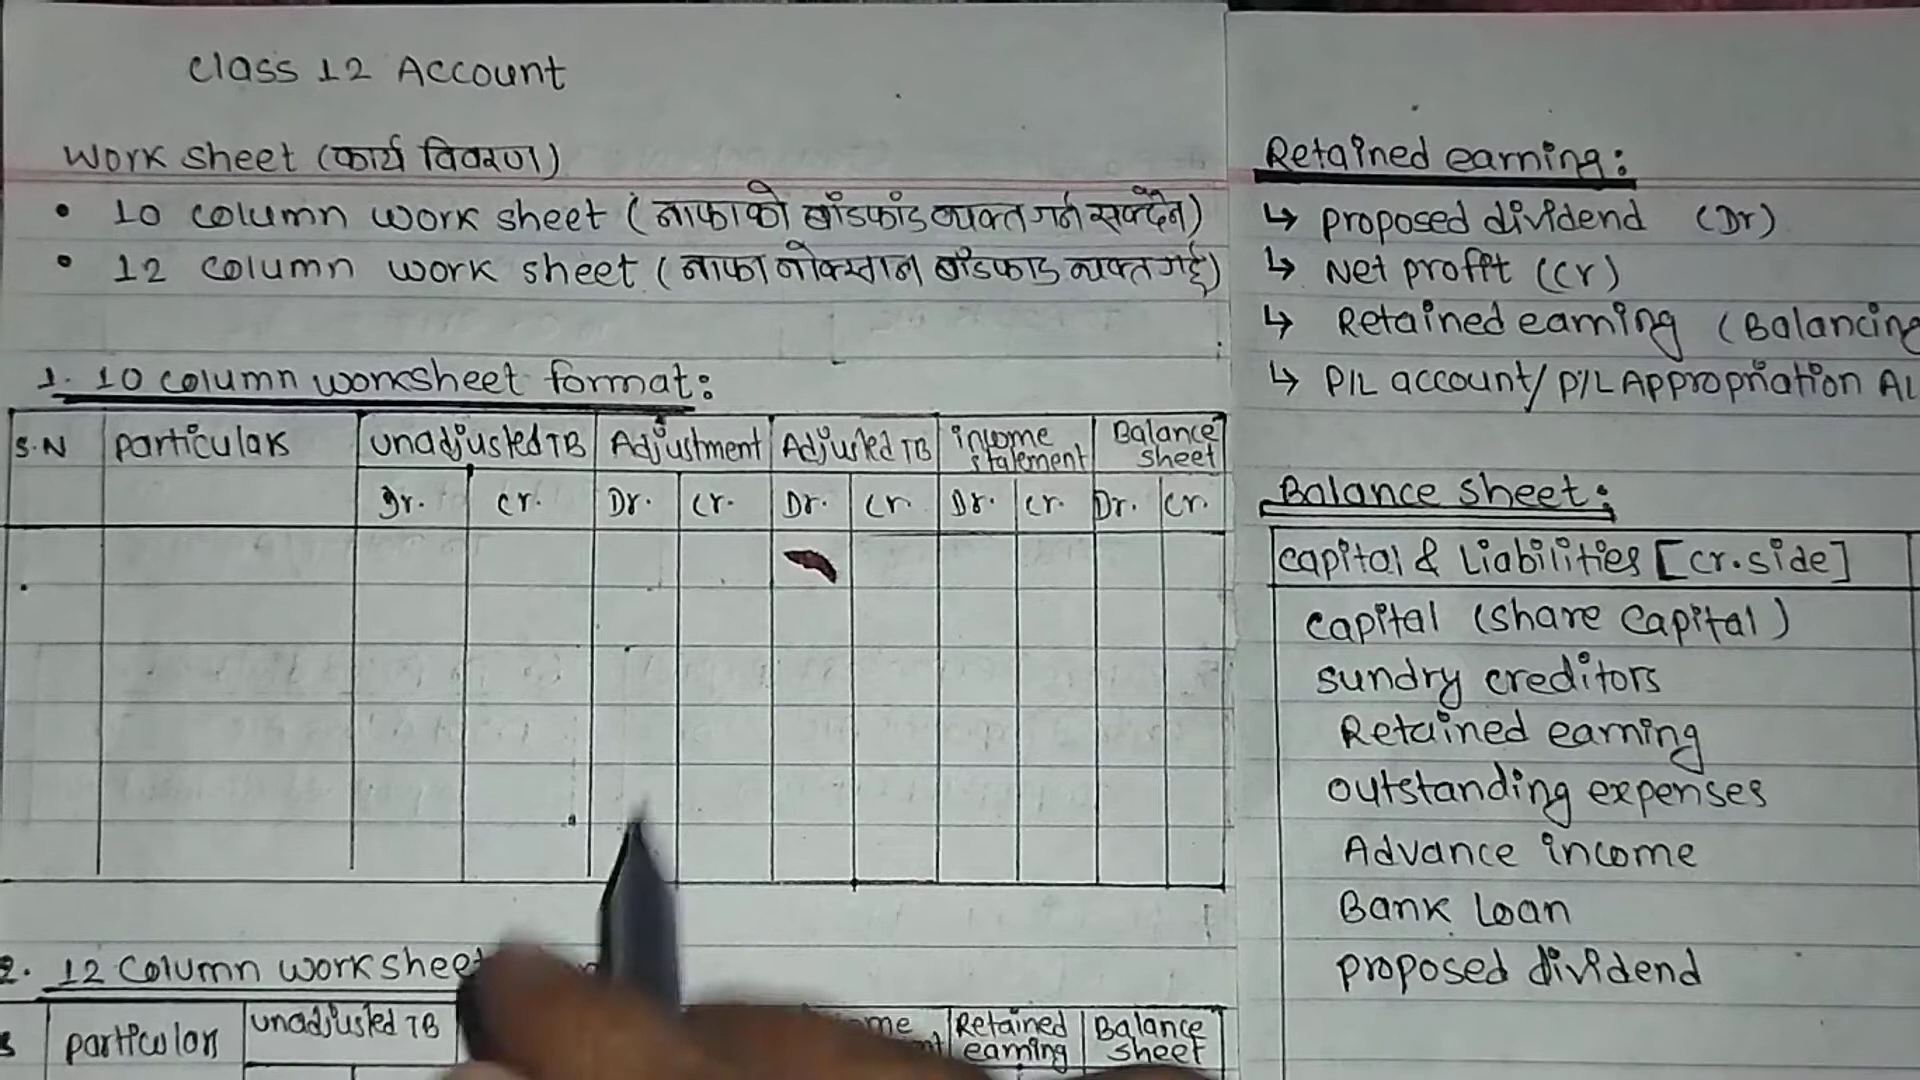 Class 12 Account
Work sheet (कार्य विवरण)
• 10 column work sheet (नाफाको बाँडफांड व्यक्त गर्न सक्दैन)
• 12 column work sheet (नाफा नोक्सान बाँडफाड व्यक्त गर्दछ)
1. 10 column worksheet format:
S.N particulars unadjusted TB Adjustment Adjusted TB income statement Balance sheet
Dr. Cr. Dr. Cr. Dr. Cr. Dr. Cr. Dr. Cr.
2. 12 Column worksheet
particulars unadjusted TB Retained earning Balance sheet
Retained earning:
↳ proposed dividend (Dr)
↳ Net profit (Cr)
↳ Retained earning (Balancing
↳ P/L account/ P/L Appropriation A/
Balance sheet:
capital & Liabilities [cr.side]
capital (share capital)
sundry creditors
Retained earning
outstanding expenses
Advance income
Bank Loan
proposed dividend